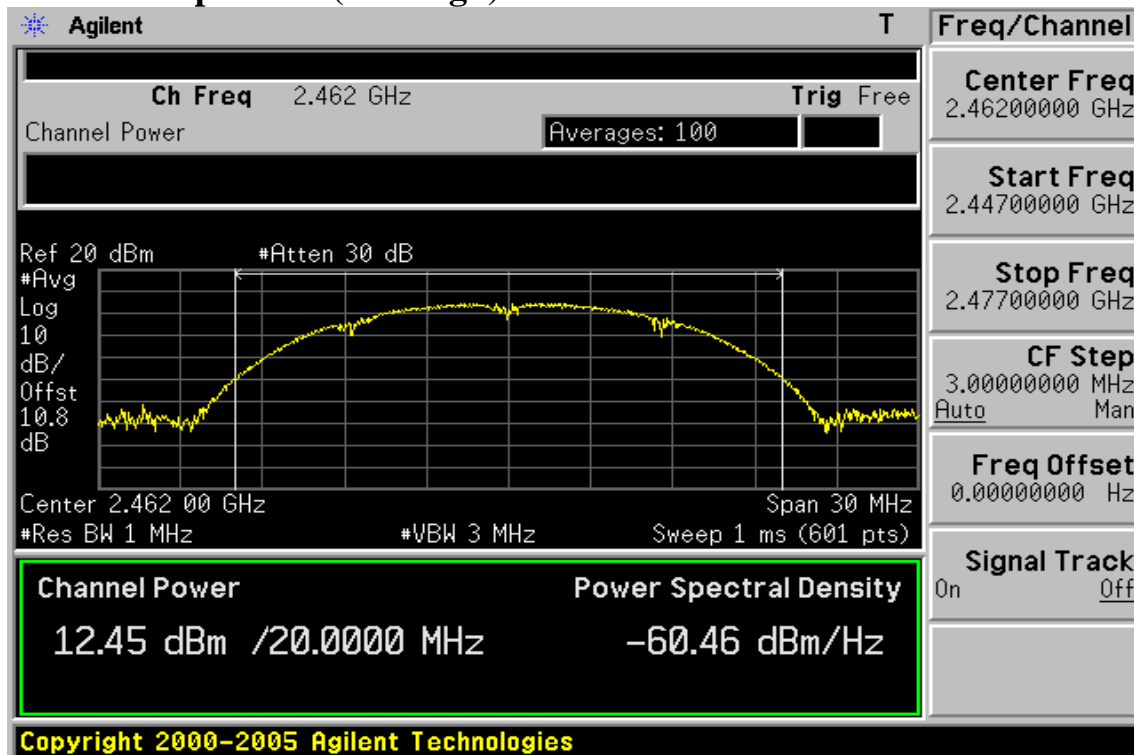 Agilent T Freq/Channel
Ch Freq 2.462 GHz Trig Free
Channel Power Averages: 100
Center Freq
2.46200000 GHz
Start Freq
2.44700000 GHz
Stop Freq
2.47700000 GHz
CF Step
3.00000000 MHz
Auto Man
Freq Offset
0.00000000 Hz
Signal Track
On Off
Ref 20 dBm #Atten 30 dB
#Avg
Log
10
dB/
Offst
10.8
dB
Center 2.462 00 GHz Span 30 MHz
#Res BW 1 MHz #VBW 3 MHz Sweep 1 ms (601 pts)
Channel Power Power Spectral Density
12.45 dBm /20.0000 MHz -60.46 dBm/Hz
Copyright 2000-2005 Agilent Technologies